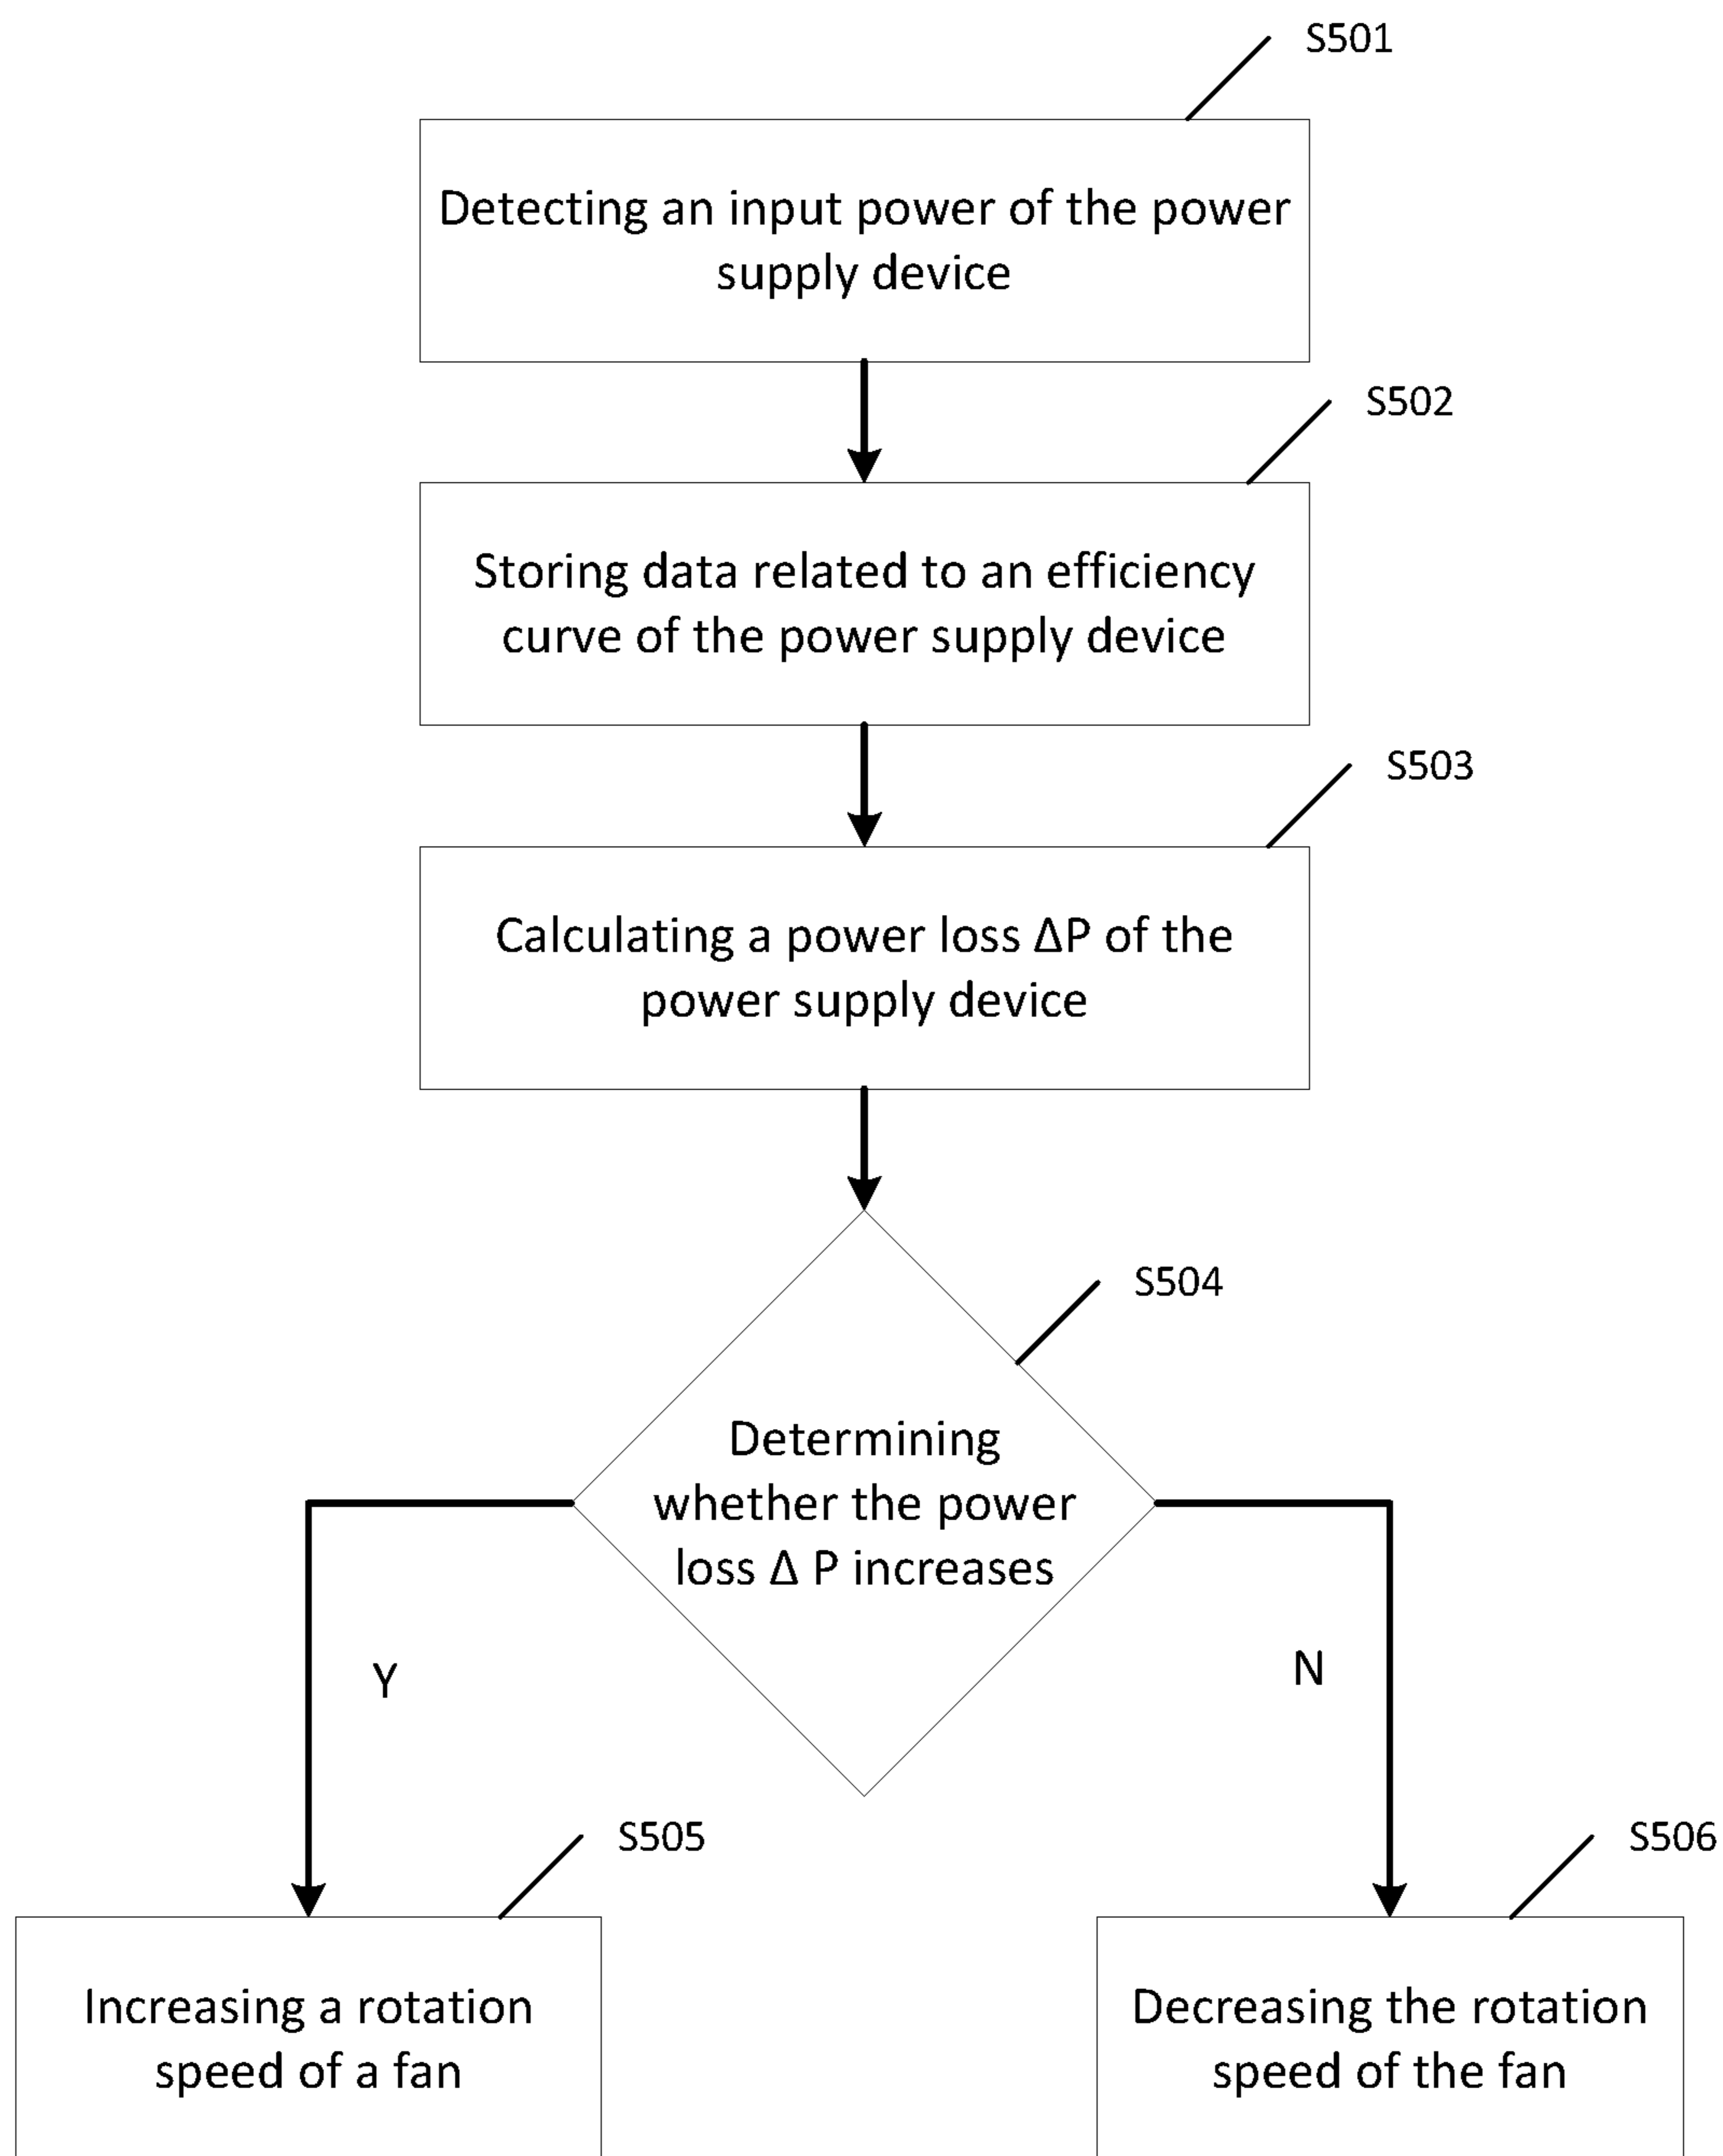 S501
Detecting an input power of the power
supply device
S502
Storing data related to an efficiency
curve of the power supply device
S503
Calculating a power loss ΔP of the
power supply device
S504
Determining
whether the power
loss Δ P increases
Y
N
S505
S506
Increasing a rotation
speed of a fan
Decreasing the rotation
speed of the fan